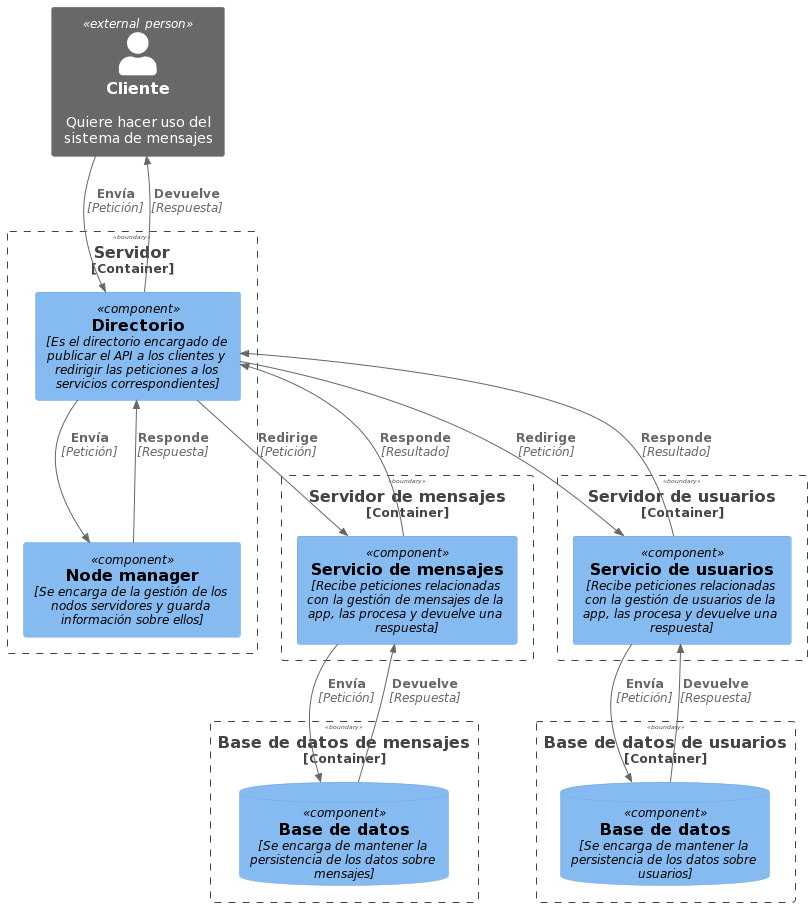 «external person»
Cliente
Quiere hacer uso del
sistema de mensajes
Envía
[Petición]
Devuelve
[Respuesta]
«boundary»
Servidor
[Container]
«component»
Directorio
[Es el directorio encargado de
publicar el API a los clientes y
redirigir las peticiones a los
servicios correspondientes]
Envía
[Petición]
Responde
[Respuesta]
Redirige
[Petición]
Responde
[Resultado]
Redirige
[Petición]
Responde
[Resultado]
«component»
Node manager
[Se encarga de la gestión de los
nodos servidores y guarda
información sobre ellos]
«boundary»
Servidor de mensajes
[Container]
«component»
Servicio de mensajes
[Recibe peticiones relacionadas
con la gestión de mensajes de la
app, las procesa y devuelve una
respuesta]
«boundary»
Servidor de usuarios
[Container]
«component»
Servicio de usuarios
[Recibe peticiones relacionadas
con la gestión de usuarios de la
app, las procesa y devuelve una
respuesta]
Envía
[Petición]
Devuelve
[Respuesta]
Envía
[Petición]
Devuelve
[Respuesta]
«boundary»
Base de datos de mensajes
[Container]
«component»
Base de datos
[Se encarga de mantener la
persistencia de los datos sobre
mensajes]
«boundary»
Base de datos de usuarios
[Container]
«component»
Base de datos
[Se encarga de mantener la
persistencia de los datos sobre
usuarios]